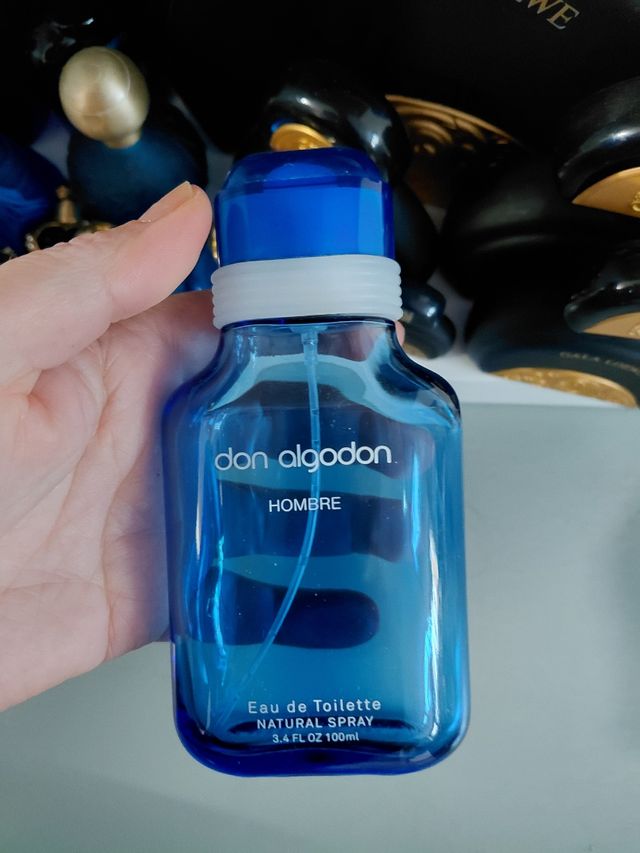 don algodon
HOMBRE
Eau de Toilette
NATURAL SPRAY
3.4 FL OZ 100ml